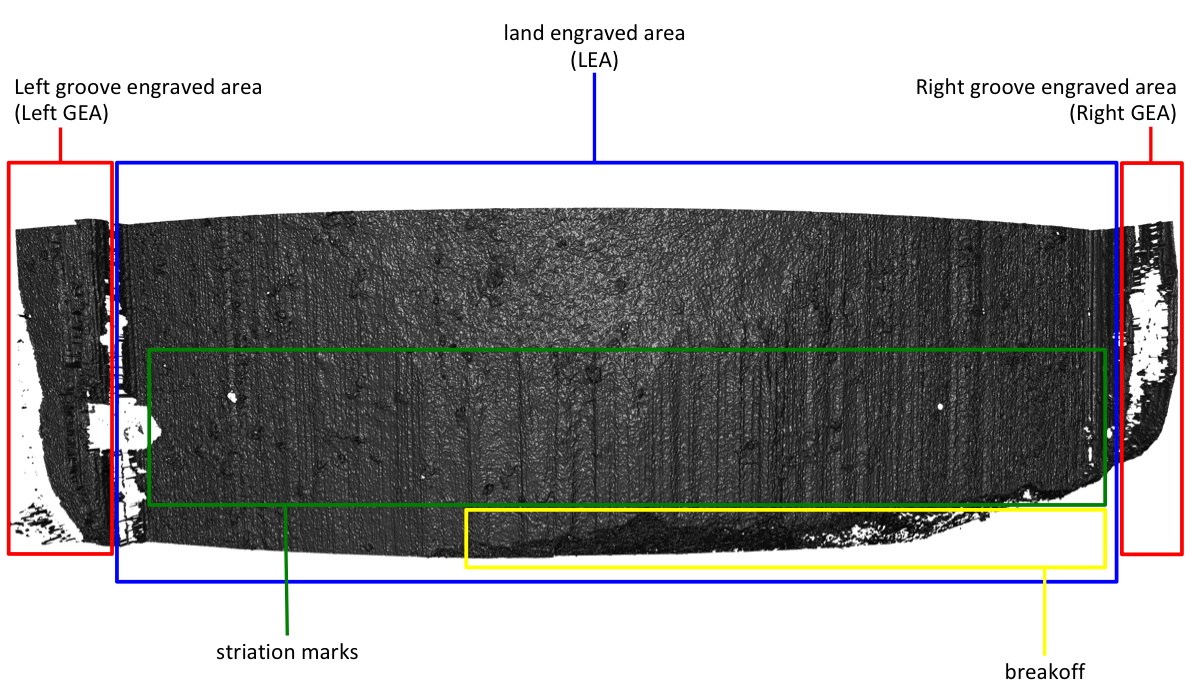 land engraved area
(LEA)
Left groove engraved area
(Left GEA)
Right groove engraved area
(Right GEA)
striation marks
breakoff